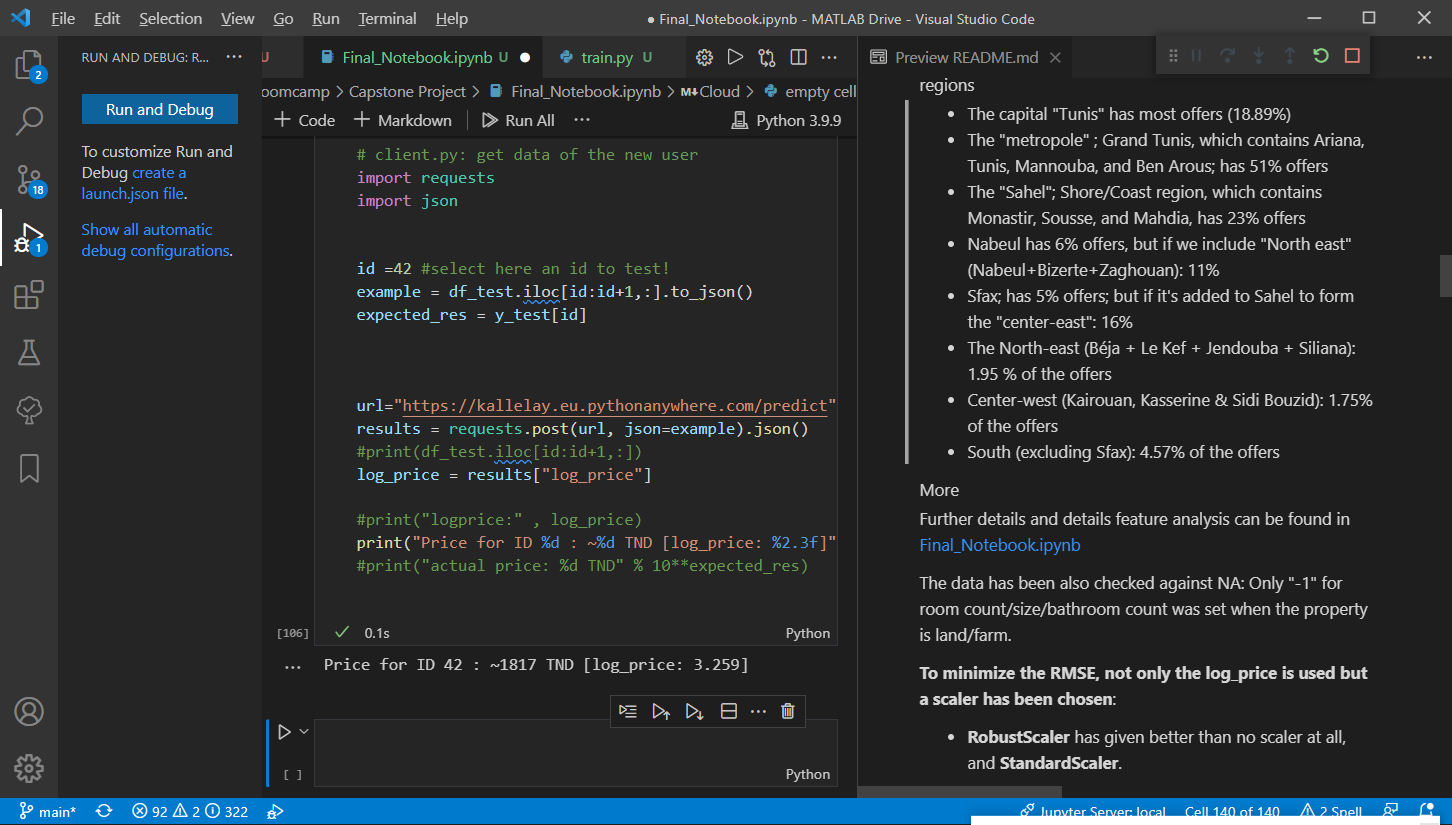 File Edit Selection View Go Run Terminal Help
● Final_Notebook.ipynb - MATLAB Drive - Visual Studio Code
2
18
1
RUN AND DEBUG: R... ···
Run and Debug
To customize Run and
Debug create a
launch.json file.
Show all automatic
debug configurations.
U Final_Notebook.ipynb U ● train.py U ···
oomcamp > Capstone Project > Final_Notebook.ipynb > M↓Cloud > empty cell
+ Code + Markdown Run All ··· Python 3.9.9
# client.py: get data of the new user
import requests
import json
id =42 #select here an id to test!
example = df_test.iloc[id:id+1,:].to_json()
expected_res = y_test[id]
url="https://kallelay.eu.pythonanywhere.com/predict"
results = requests.post(url, json=example).json()
#print(df_test.iloc[id:id+1,:])
log_price = results["log_price"]
#print("logprice:" , log_price)
print("Price for ID %d : ~%d TND [log_price: %2.3f]"
#print("actual price: %d TND" % 10**expected_res)
[106] ✓ 0.1s Python
··· Price for ID 42 : ~1817 TND [log_price: 3.259]
···
[ ] Python
Preview README.md × ···
regions
• The capital "Tunis" has most offers (18.89%)
• The "metropole" ; Grand Tunis, which contains Ariana,
Tunis, Mannouba, and Ben Arous; has 51% offers
• The "Sahel"; Shore/Coast region, which contains
Monastir, Sousse, and Mahdia, has 23% offers
• Nabeul has 6% offers, but if we include "North east"
(Nabeul+Bizerte+Zaghouan): 11%
• Sfax; has 5% offers; but if it's added to Sahel to form
the "center-east": 16%
• The North-east (Béja + Le Kef + Jendouba + Siliana):
1.95 % of the offers
• Center-west (Kairouan, Kasserine & Sidi Bouzid): 1.75%
of the offers
• South (excluding Sfax): 4.57% of the offers
More
Further details and details feature analysis can be found in
Final_Notebook.ipynb
The data has been also checked against NA: Only "-1" for
room count/size/bathroom count was set when the property
is land/farm.
To minimize the RMSE, not only the log_price is used but
a scaler has been chosen:
• RobustScaler has given better than no scaler at all,
and StandardScaler.
main* 92 2 322
Jupyter Server: local Cell 140 of 140 2 Spell